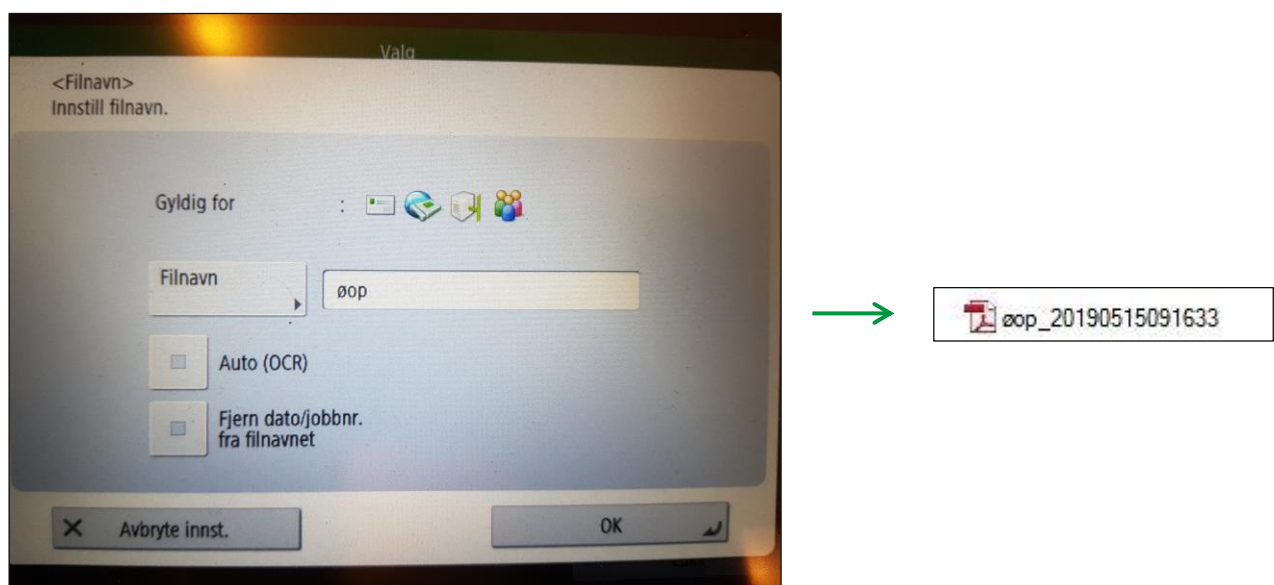 Valg
<Filnavn>
Innstill filnavn.
Gyldig for :
Filnavn
øop
Auto (OCR)
Fjern dato/jobbnr.
fra filnavnet
Avbryte innst.
OK
øop_20190515091633